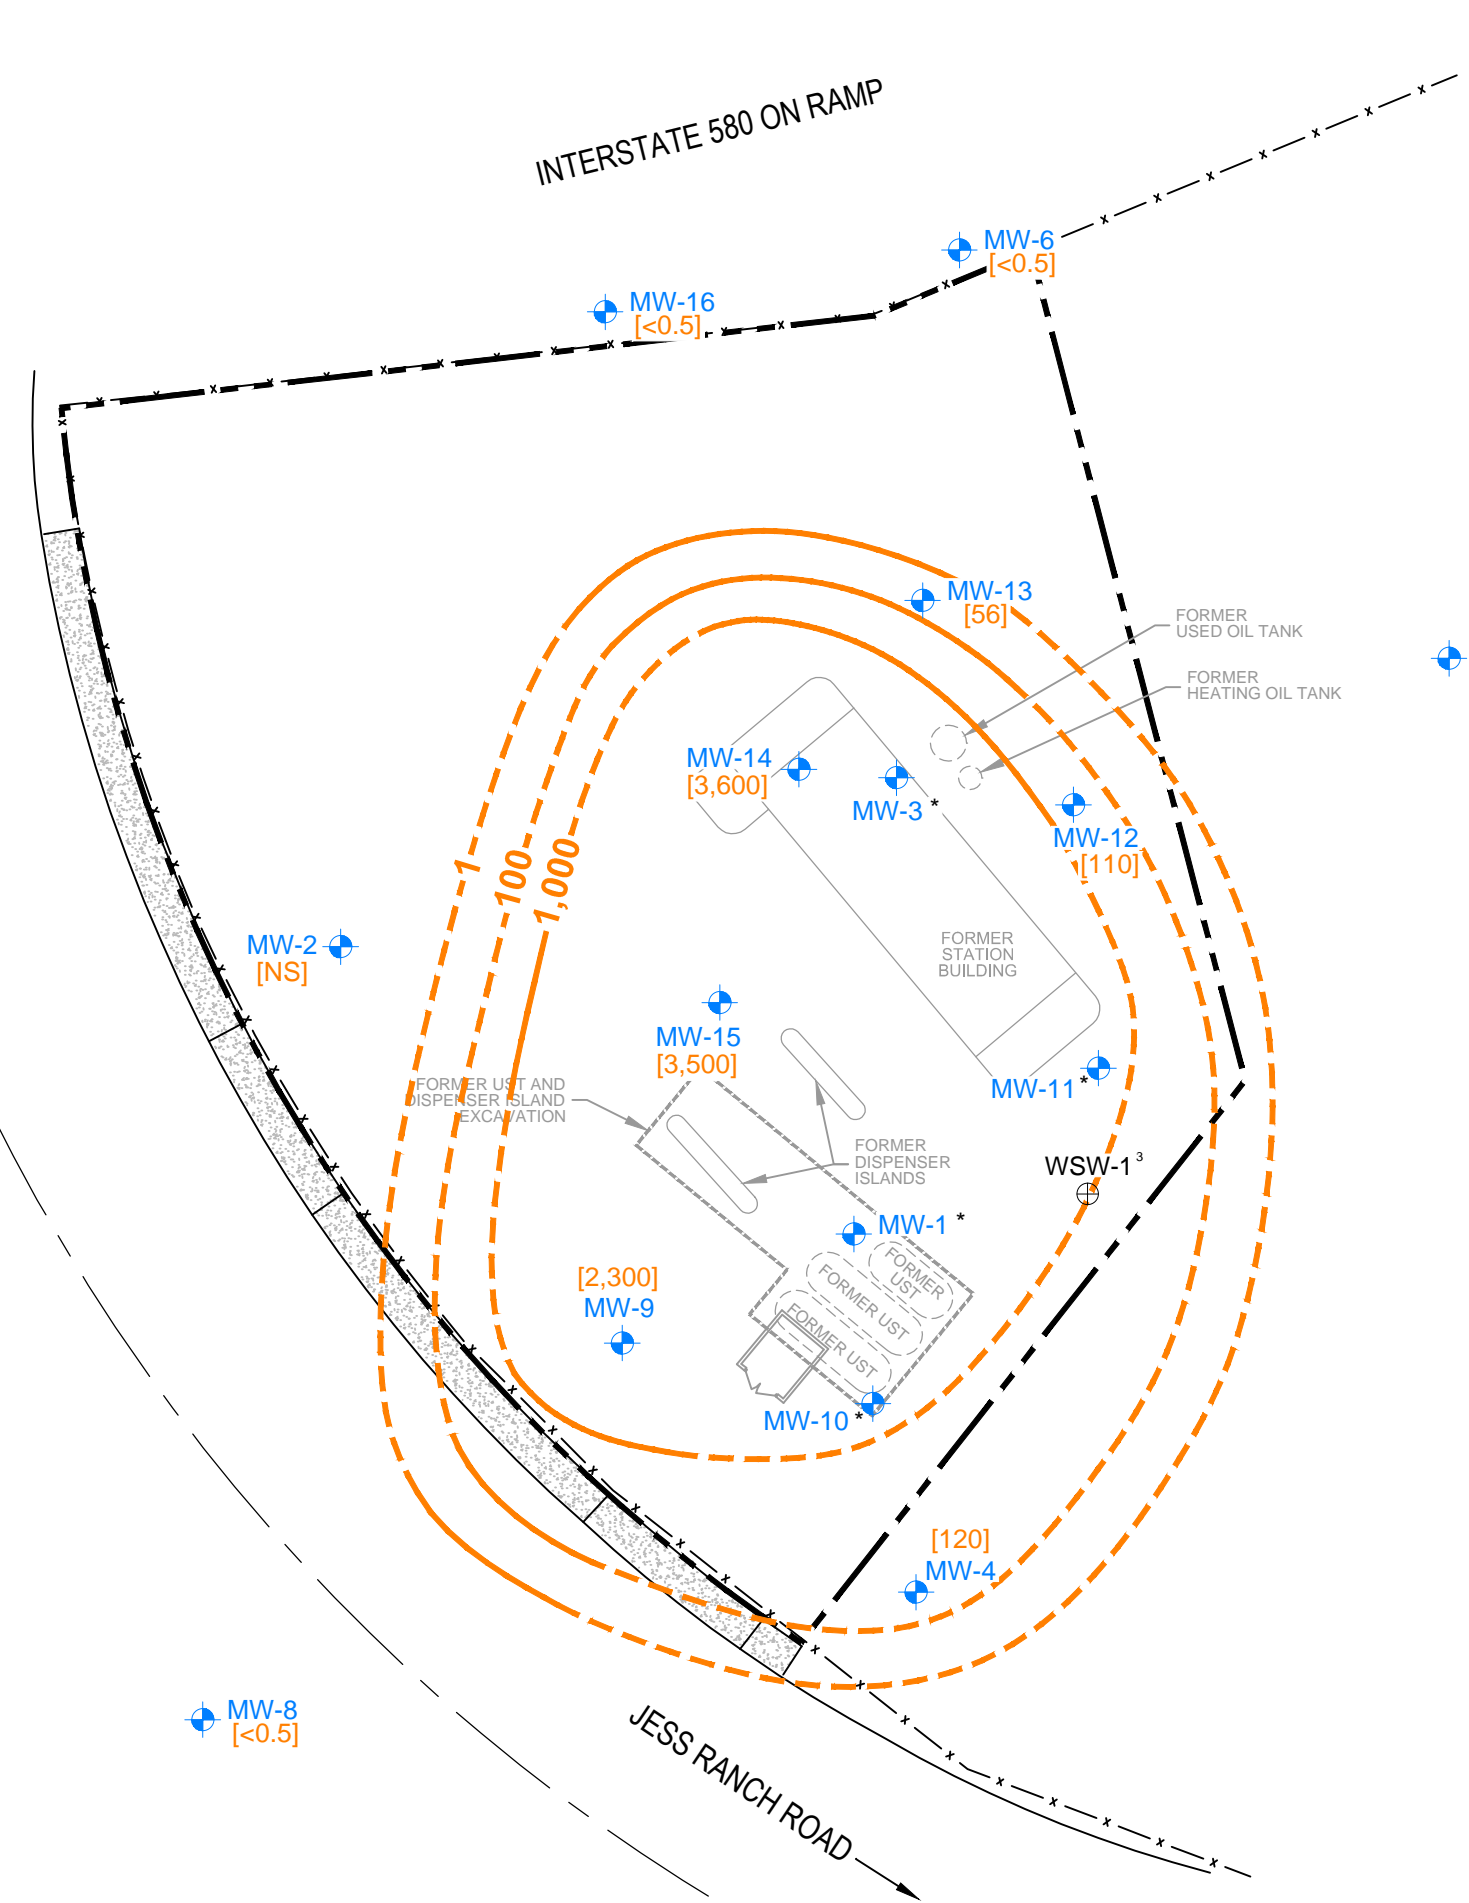 INTERSTATE 580 ON RAMP
MW-6
[<0.5]
MW-16
[<0.5]
MW-13
[56]
FORMER
USED OIL TANK
FORMER
HEATING OIL TANK
MW-14
[3,600]
MW-3 *
MW-12
[110]
1
100
1,000
MW-2
[NS]
FORMER
STATION
BUILDING
MW-15
[3,500]
MW-11 *
FORMER UST AND
DISPENSER ISLAND
EXCAVATION
FORMER
DISPENSER
ISLANDS
WSW-1 3
MW-1 *
[2,300]
MW-9
FORMER
UST
FORMER UST
FORMER UST
MW-10 *
[120]
MW-4
MW-8
[<0.5]
JESS RANCH ROAD